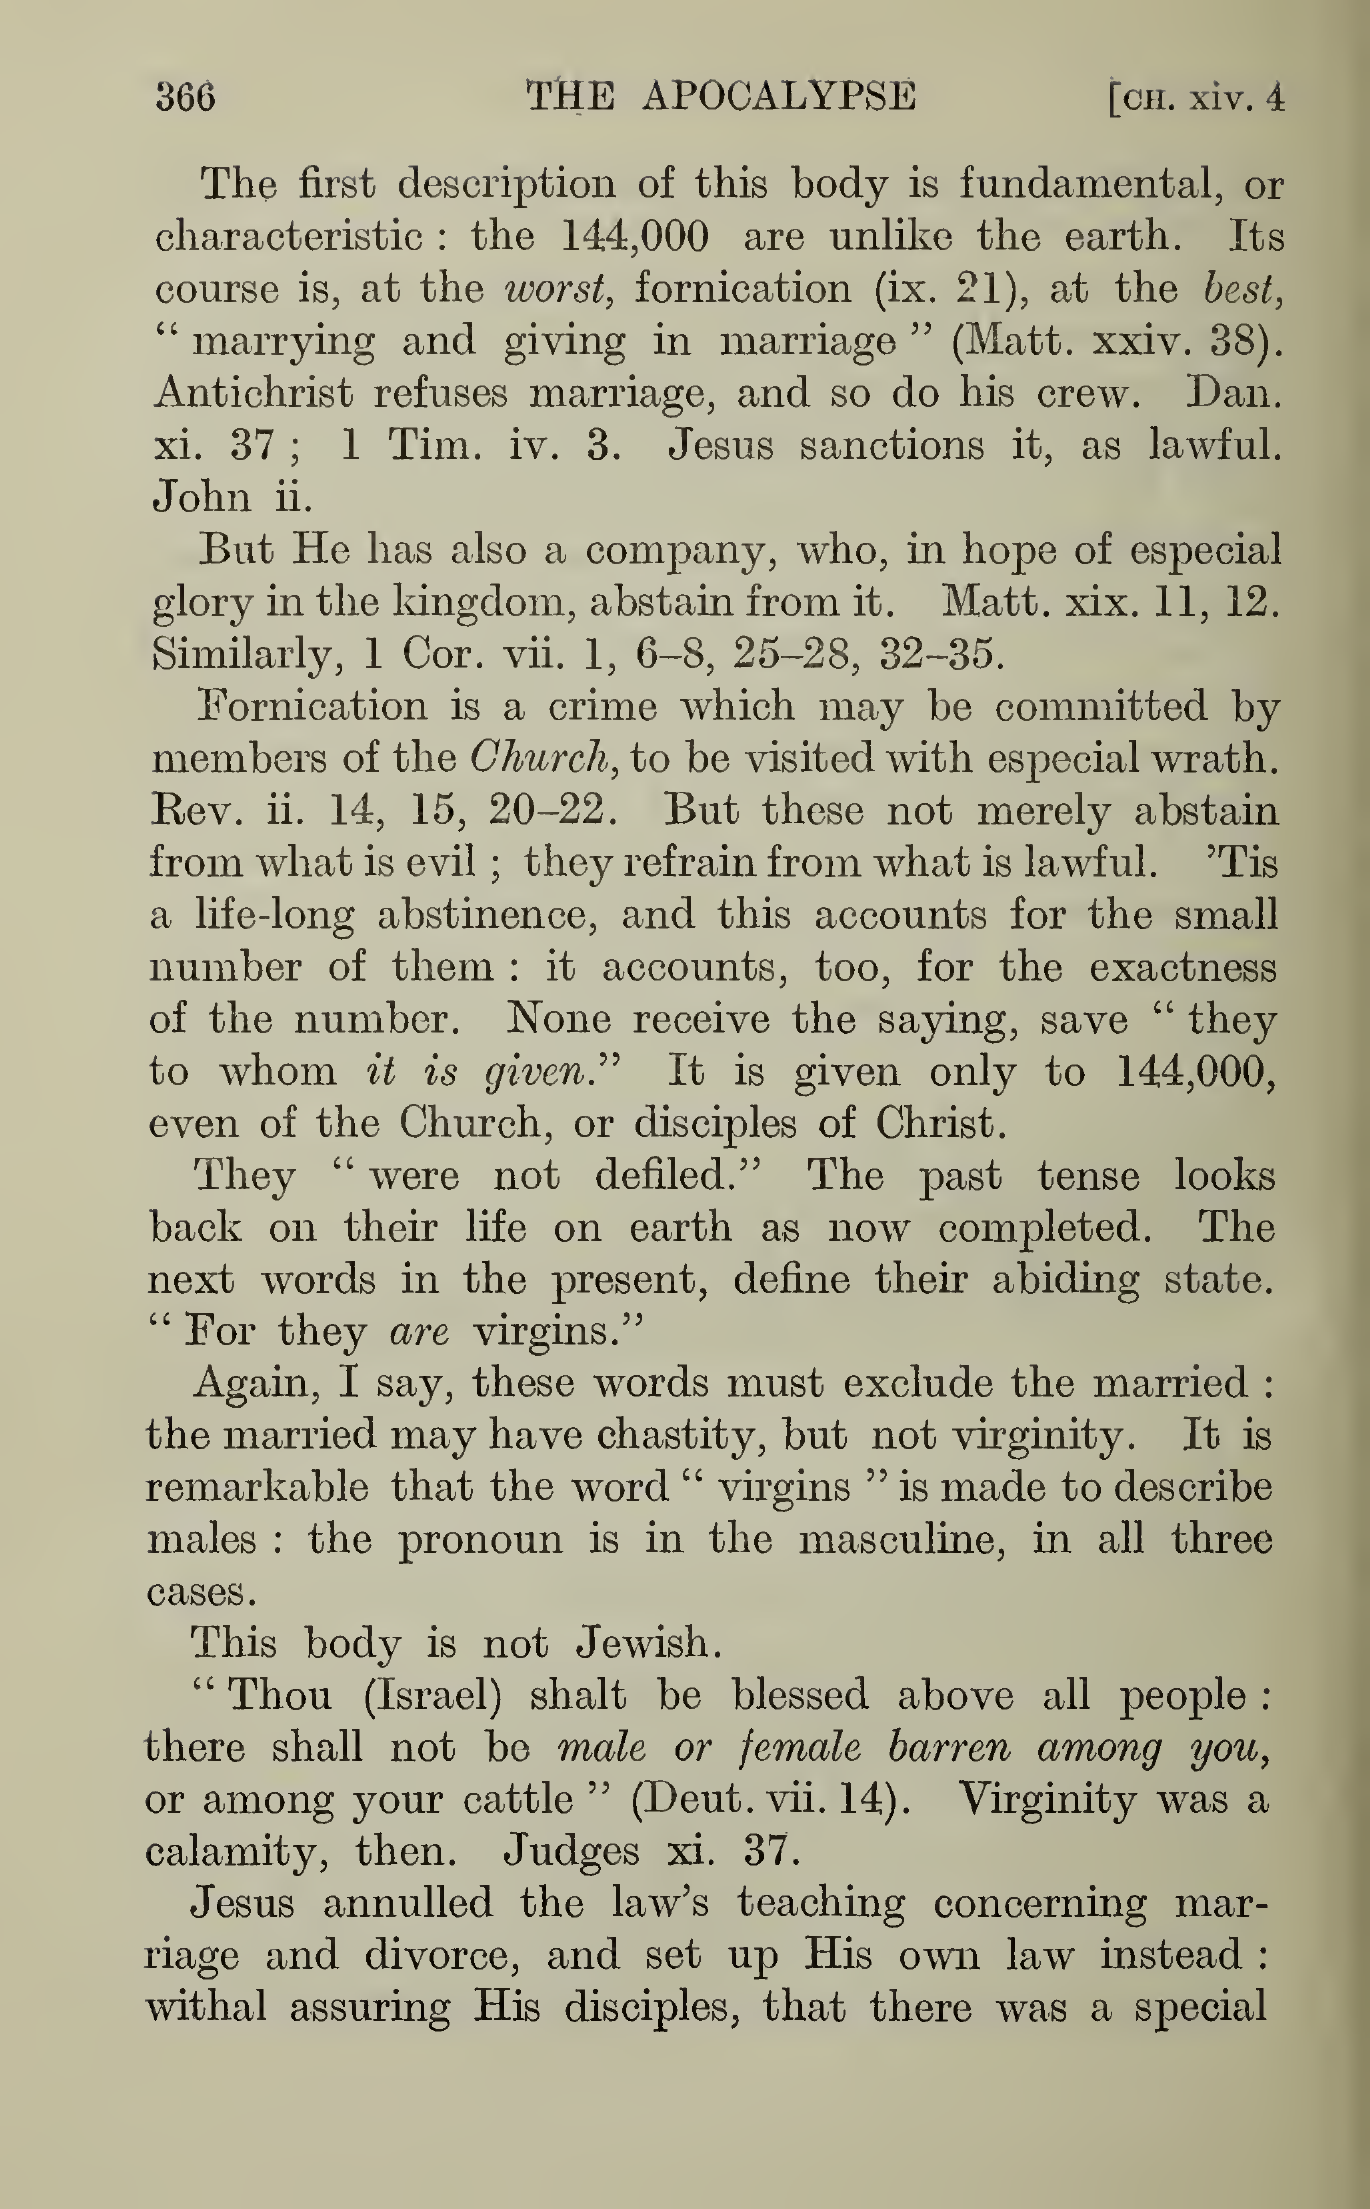 366 THE APOCALYPSE [CH. xiv. 4
The first description of this body is fundamental, or
characteristic : the 144,000 are unlike the earth. Its
course is, at the worst, fornication (ix. 21), at the best,
“ marrying and giving in marriage ” (Matt. xxiv. 38).
Antichrist refuses marriage, and so do his crew. Dan.
xi. 37 ; 1 Tim. iv. 3. Jesus sanctions it, as lawful.
John ii.
But He has also a company, who, in hope of especial
glory in the kingdom, abstain from it. Matt. xix. 11, 12.
Similarly, 1 Cor. vii. 1, 6–8, 25–28, 32–35.
Fornication is a crime which may be committed by
members of the Church, to be visited with especial wrath.
Rev. ii. 14, 15, 20–22. But these not merely abstain
from what is evil ; they refrain from what is lawful. ’Tis
a life-long abstinence, and this accounts for the small
number of them : it accounts, too, for the exactness
of the number. None receive the saying, save “ they
to whom it is given.” It is given only to 144,000,
even of the Church, or disciples of Christ.
They “ were not defiled.” The past tense looks
back on their life on earth as now completed. The
next words in the present, define their abiding state.
“ For they are virgins.”
Again, I say, these words must exclude the married :
the married may have chastity, but not virginity. It is
remarkable that the word “ virgins ” is made to describe
males : the pronoun is in the masculine, in all three
cases.
This body is not Jewish.
“ Thou (Israel) shalt be blessed above all people :
there shall not be male or female barren among you,
or among your cattle ” (Deut. vii. 14). Virginity was a
calamity, then. Judges xi. 37.
Jesus annulled the law’s teaching concerning mar-
riage and divorce, and set up His own law instead :
withal assuring His disciples, that there was a special